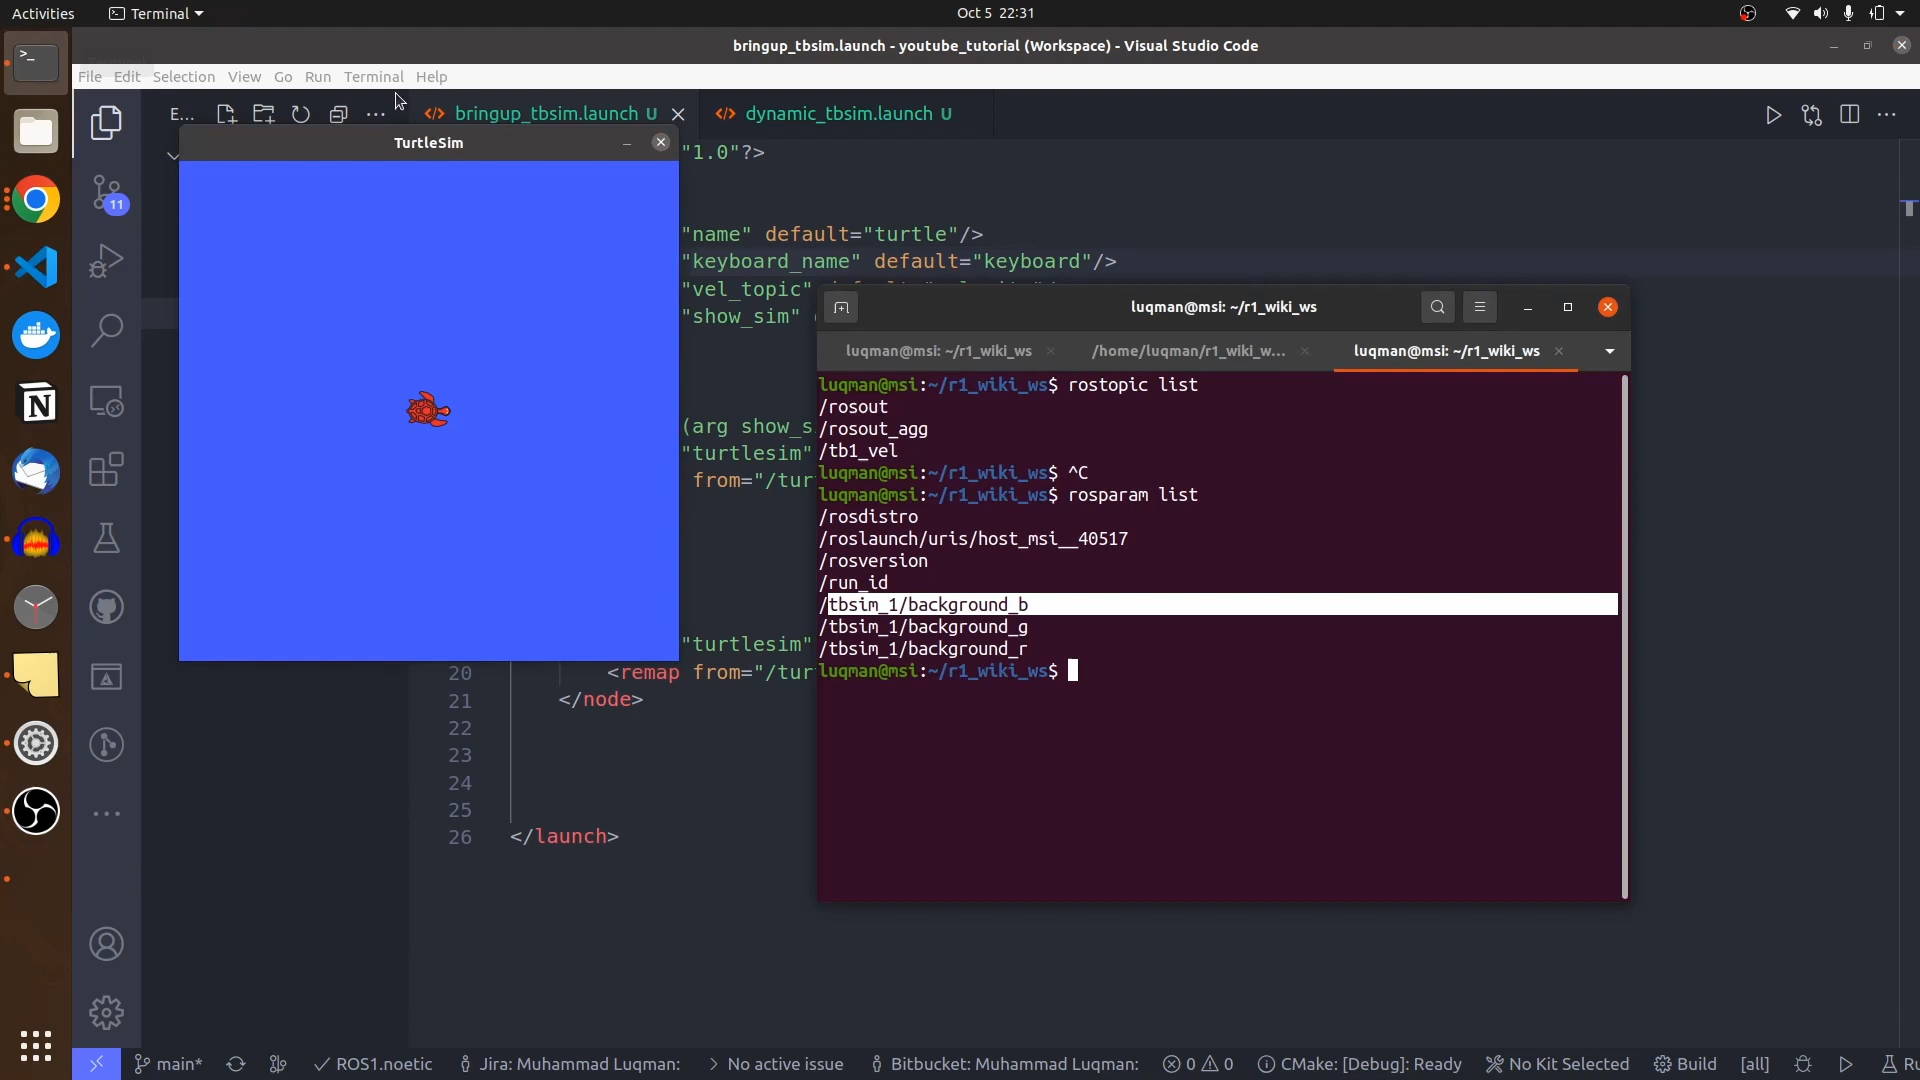 Activities
Terminal
Oct 5 22:31
bringup_tbsim.launch - youtube_tutorial (Workspace) - Visual Studio Code
File Edit Selection View Go Run Terminal Help
E...
bringup_tbsim.launch U
dynamic_tbsim.launch U
11
TurtleSim
"1.0"?>
"name" default="turtle"/>
"keyboard_name" default="keyboard"/>
"vel_topic"
"show_sim"
(arg show_s
"turtlesim"
from="/tur
"turtlesim"
20 <remap from="/tur
21 </node>
22
23
24
25
26 </launch>
luqman@msi: ~/r1_wiki_ws
luqman@msi: ~/r1_wiki_ws
/home/luqman/r1_wiki_w...
luqman@msi: ~/r1_wiki_ws
luqman@msi:~/r1_wiki_ws$ rostopic list
/rosout
/rosout_agg
/tb1_vel
luqman@msi:~/r1_wiki_ws$ ^C
luqman@msi:~/r1_wiki_ws$ rosparam list
/rosdistro
/roslaunch/uris/host_msi__40517
/rosversion
/run_id
/tbsim_1/background_b
/tbsim_1/background_g
/tbsim_1/background_r
luqman@msi:~/r1_wiki_ws$
main* ROS1.noetic Jira: Muhammad Luqman: No active issue Bitbucket: Muhammad Luqman: 0 0 CMake: [Debug]: Ready No Kit Selected Build [all] Ru